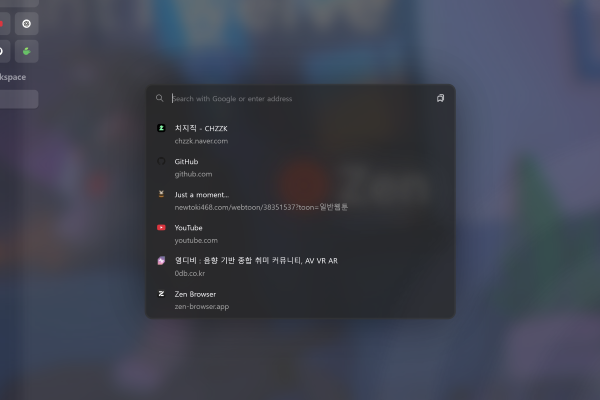 kspace
Search with Google or enter address
치지직 - CHZZK
chzzk.naver.com
GitHub
github.com
Just a moment...
newtoki468.com/webtoon/38351537?toon=일반웹툰
YouTube
youtube.com
영디비 : 음향 기반 종합 취미 커뮤니티, AV VR AR
0db.co.kr
Zen Browser
zen-browser.app
Zen